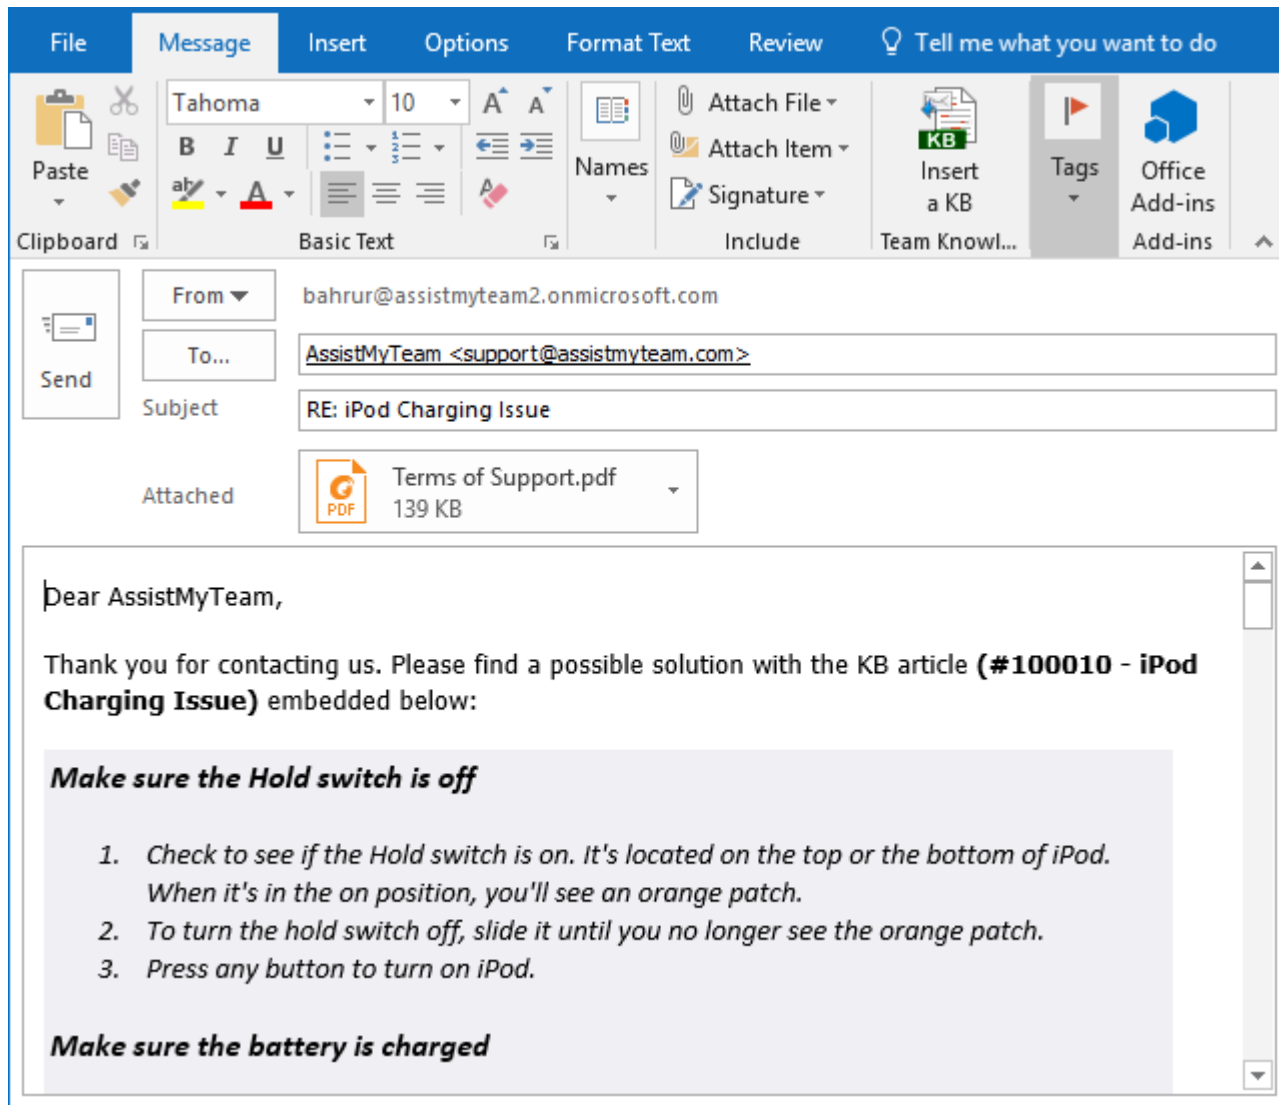 File Message Insert Options Format Text Review Tell me what you want to do
Tahoma 10 A A Attach File
B I U 1 2 3 Attach Item
Paste Names KB Insert a KB Tags Office Add-ins
ab A Signature
Clipboard Basic Text Include Team Knowl... Add-ins
From bahrur@assistmyteam2.onmicrosoft.com
To... AssistMyTeam <support@assistmyteam.com>
Send
Subject RE: iPod Charging Issue
Attached PDF Terms of Support.pdf
139 KB
Dear AssistMyTeam,
Thank you for contacting us. Please find a possible solution with the KB article (#100010 - iPod
Charging Issue) embedded below:
Make sure the Hold switch is off
1. Check to see if the Hold switch is on. It's located on the top or the bottom of iPod.
When it's in the on position, you'll see an orange patch.
2. To turn the hold switch off, slide it until you no longer see the orange patch.
3. Press any button to turn on iPod.
Make sure the battery is charged